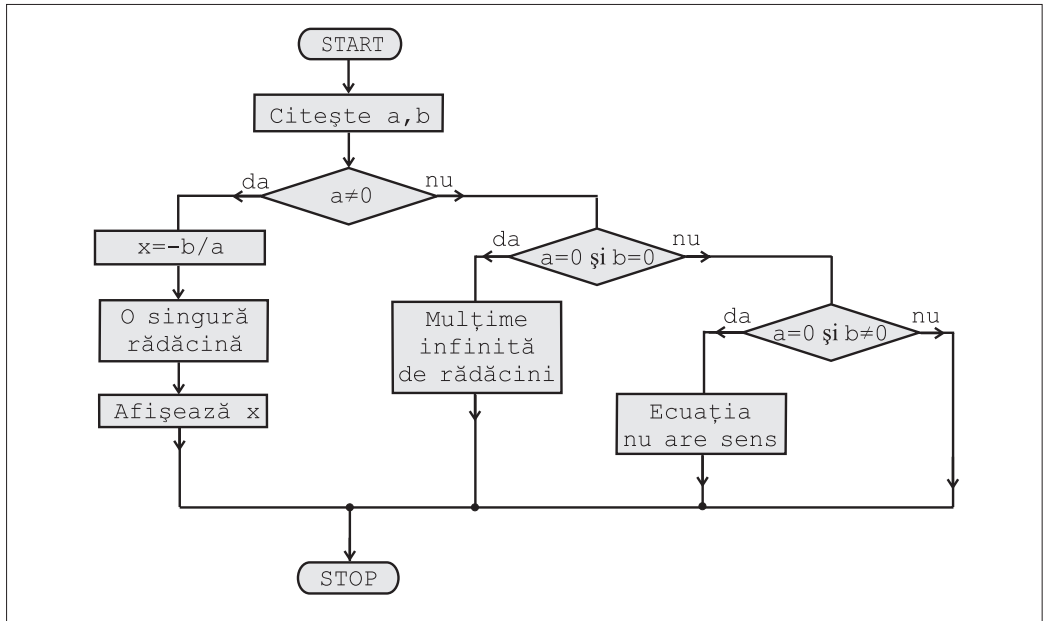 START
Citeşte a,b
da
a≠0
nu
x=-b/a
da
a=0 şi b=0
nu
O singură
rădăcină
Mulţime
infinită
de rădăcini
da
a=0 şi b≠0
nu
Afişează x
Ecuaţia
nu are sens
STOP